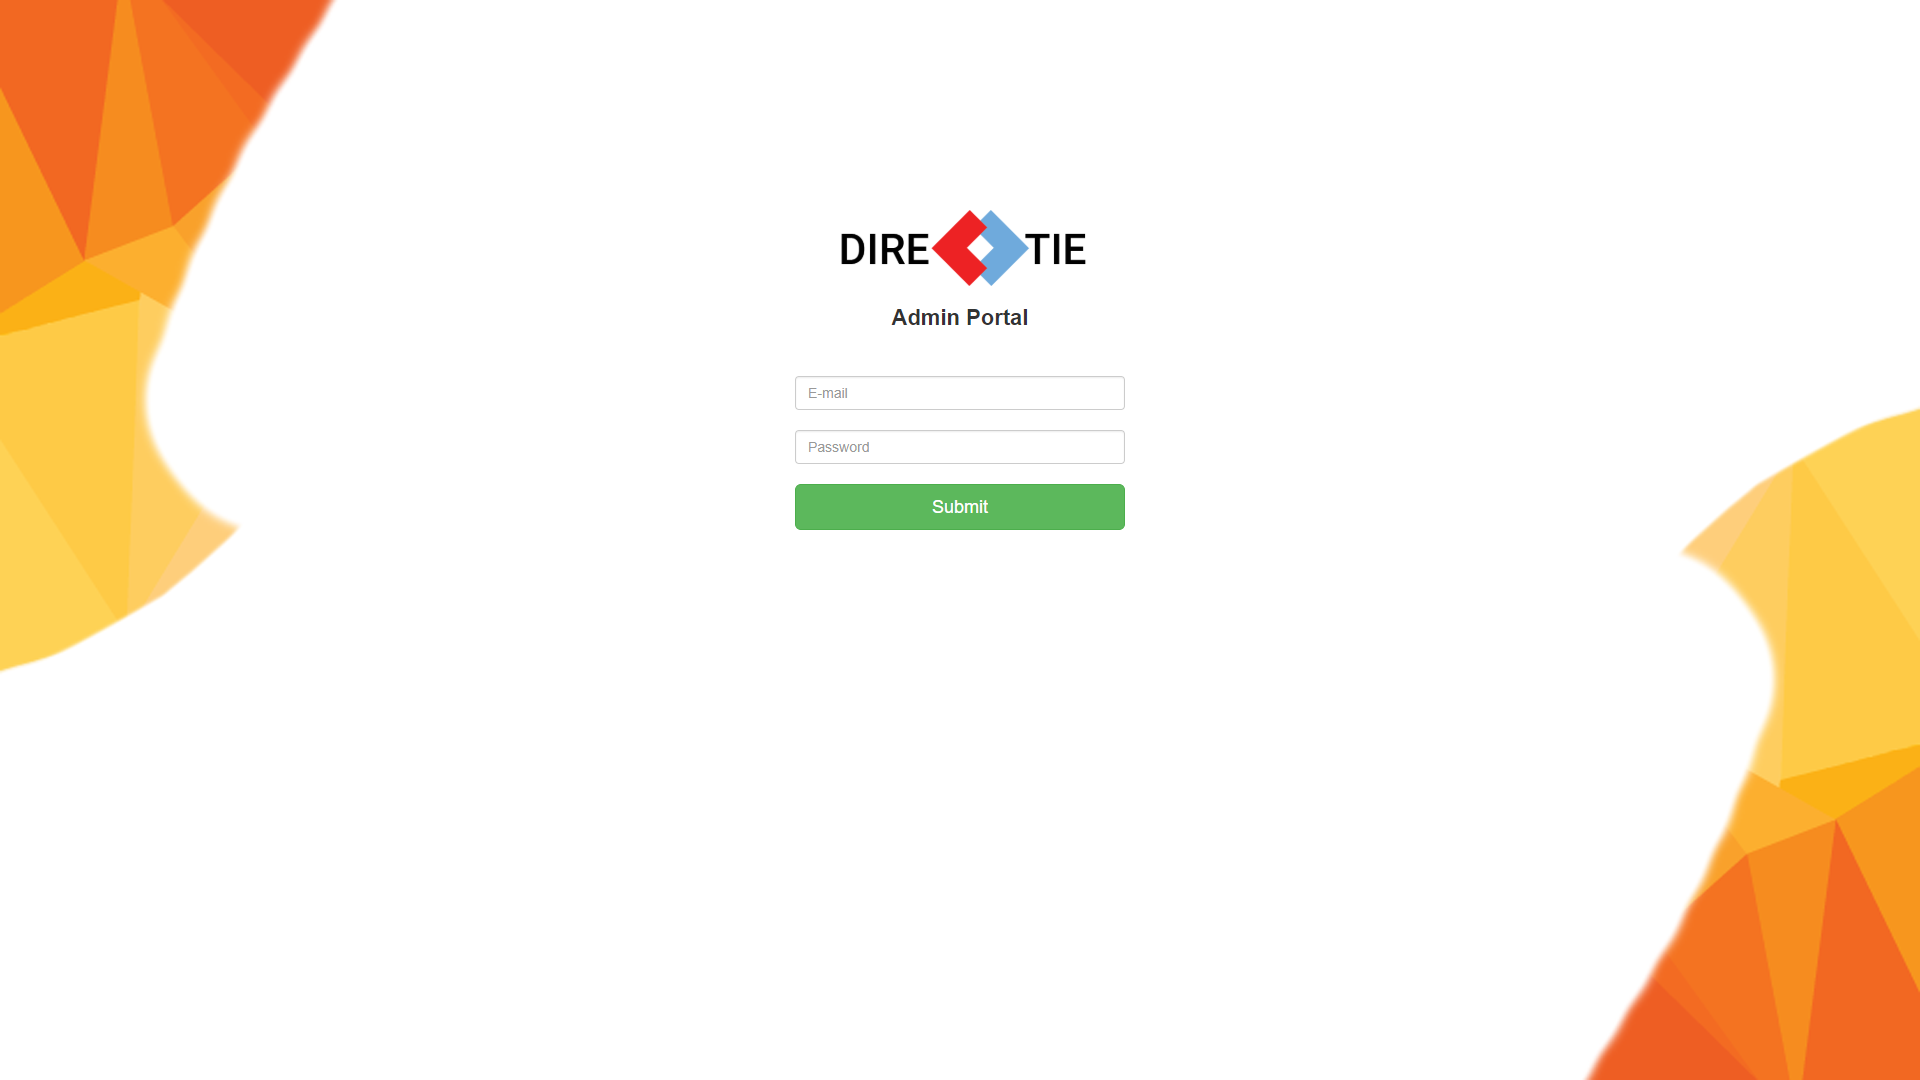 DIRE TIE
Admin Portal
E-mail
Password
Submit